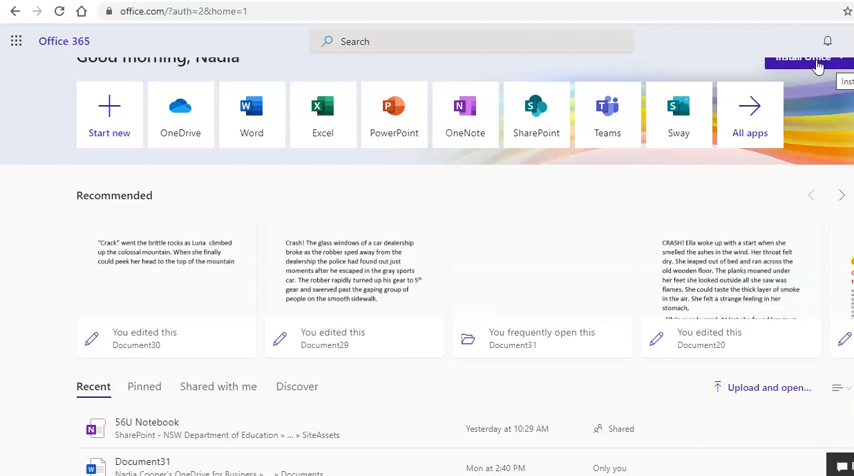 office.com/?auth=2&home=1
Office 365
Search
Good morning, Nadia
Install Office
Inst
Start new
OneDrive
Word
Excel
PowerPoint
OneNote
SharePoint
Teams
Sway
All apps
Recommended
"Crack" went the brittle rocks as Luna climbed
up the colossal mountain. When she finally
could peek her head to the top of the mountain
You edited this
Document30
Crash! The glass windows of a car dealership
broke as the robber sped away from the
dealership the police had found out just
moments after he escaped in the gray sports
car. The robber rapidly turned up his gear to 5th
gear and swerved past the gaping group of
people on the smooth sidewalk.
You edited this
Document29
You frequently open this
Document31
CRASH! Ella woke up with a start when she
smelled the ashes in the wind. Her throat felt
dry. She leaped out of bed and ran across the
old wooden floor. The planks moaned under
her feet she looked outside all she saw was
flames. She could taste the thick layer of smoke
in the air. She felt a strange feeling in her
stomach,
You edited this
Document20
Recent
Pinned
Shared with me
Discover
Upload and open...
56U Notebook
SharePoint - NSW Department of Education » ... » SiteAssets
Yesterday at 10:29 AM
Shared
Document31
Nadia Cooper's OneDrive for Business » ... » Documents
Mon at 2:40 PM
Only you